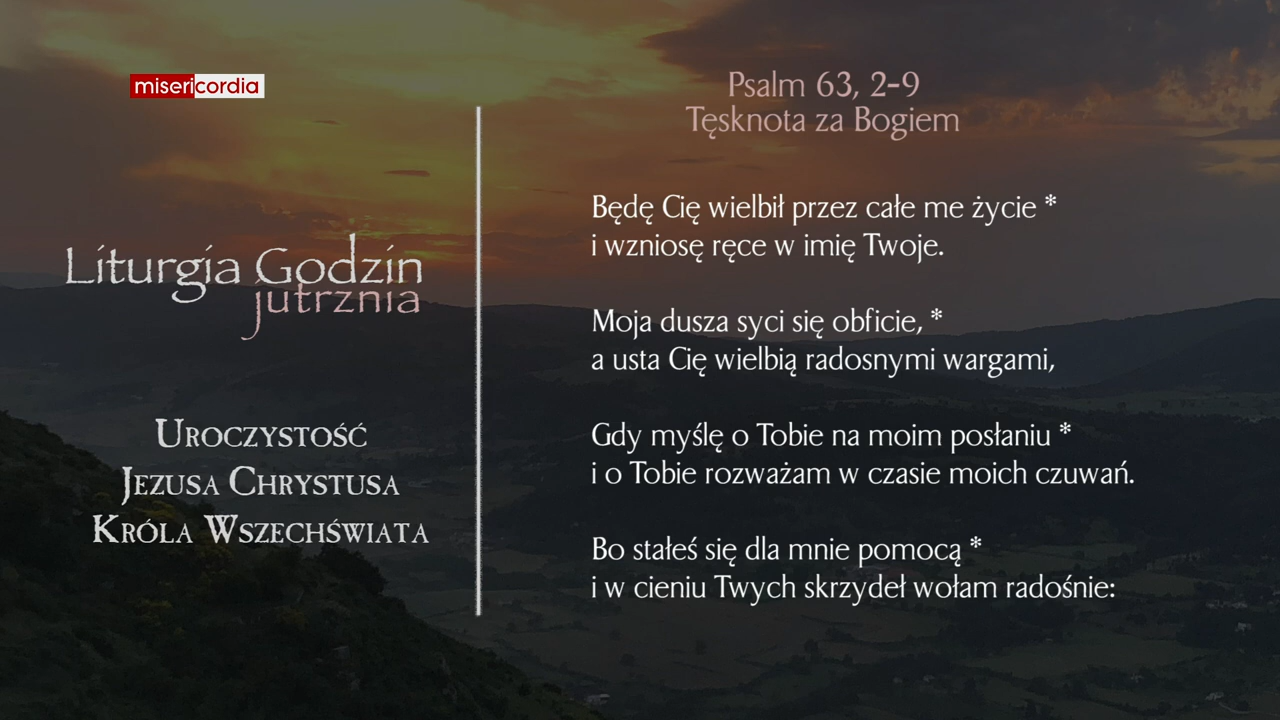 misericordia
Liturgia Godzin
jutrznia
Uroczystość
Jezusa Chrystusa
Króla Wszechświata
Psalm 63, 2-9
Tęsknota za Bogiem
Będę Cię wielbił przez całe me życie *
i wzniosę ręce w imię Twoje.
Moja dusza syci się obficie, *
a usta Cię wielbią radosnymi wargami,
Gdy myślę o Tobie na moim posłaniu *
i o Tobie rozważam w czasie moich czuwań.
Bo stałeś się dla mnie pomocą *
i w cieniu Twych skrzydeł wołam radośnie: